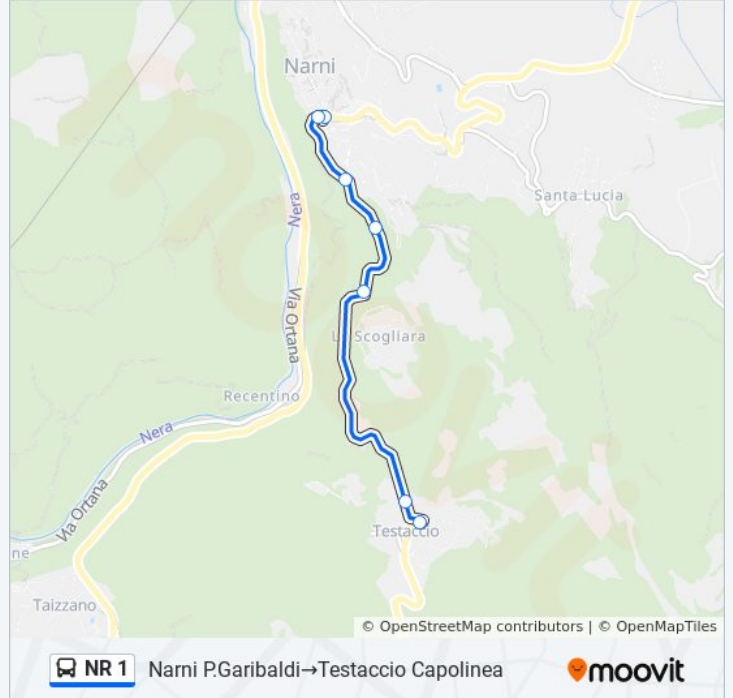 Narni
Santa Lucia
Nera
Via Ortana
Scogliara
Recentino
Nera
Via Ortana
Testaccio
ne
Taizzano
© OpenStreetMap contributors | © OpenMapTiles
NR 1 Narni P.Garibaldi→Testaccio Capolinea moovit